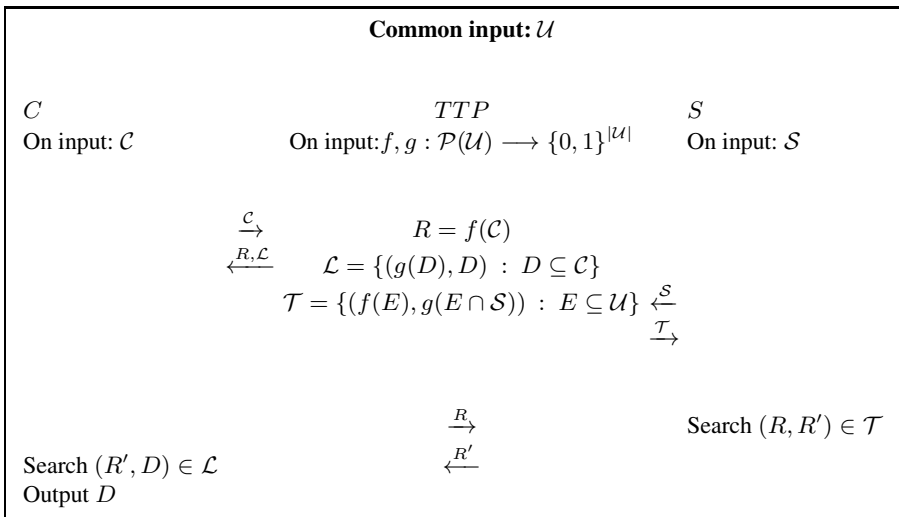 Common input: 𝒰
C TTP S
On input: 𝒞 On input:f, g : 𝒫(𝒰) ⟶ {0, 1}^|𝒰| On input: 𝒮
𝒞→ R = f(𝒞)
R,ℒ← ℒ = {(g(D), D) : D ⊆ 𝒞}
𝒯 = {(f(E), g(E ∩ 𝒮)) : E ⊆ 𝒰} 𝒮←
𝒯→
R→ Search (R, R′) ∈ 𝒯
Search (R′, D) ∈ ℒ R′←
Output D